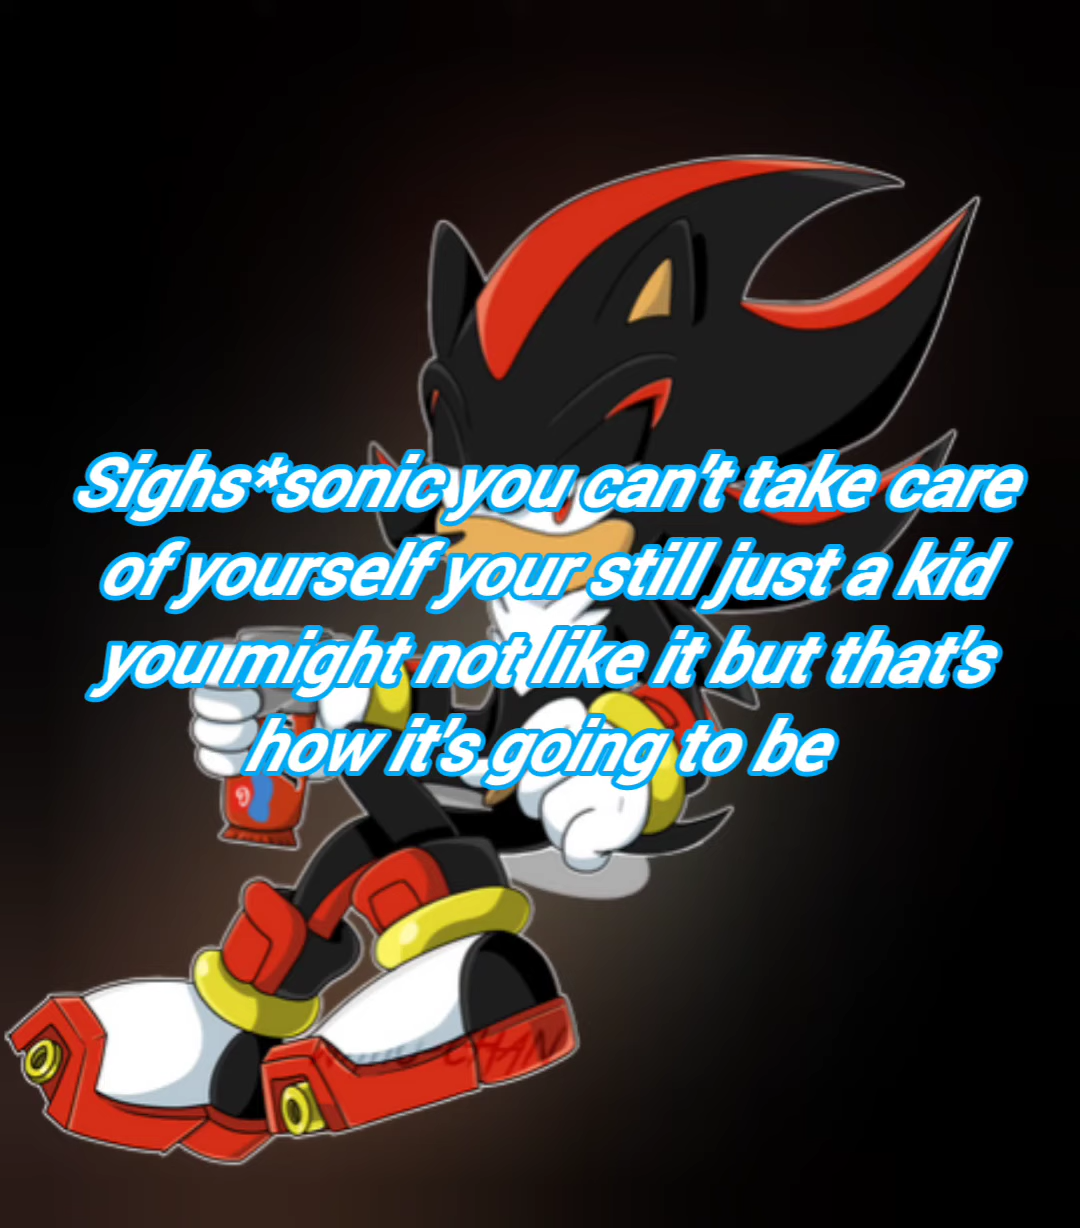 Sighs*sonic you can't take care
of yourself your still just a kid
you might not like it but that's
how it's going to be
CHAN